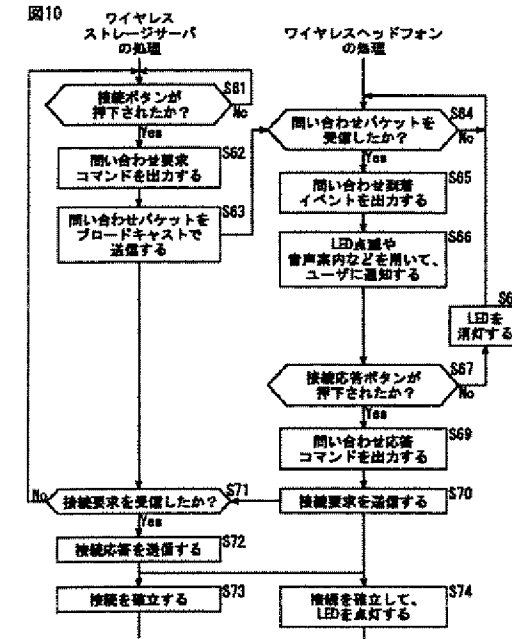 図10
ワイヤレス
ストレージサーバ
の処理
ワイヤレスヘッドフォン
の処理
接続ボタンが
押下されたか?
S61
No
Yes
問い合わせ要求
コマンドを出力する
S62
問い合わせパケットを
ブロードキャストで
送信する
S63
問い合わせパケットを
受信したか?
S64
No
Yes
問い合わせ到着
イベントを出力する
S65
LED点滅や
音声案内などを用いて、
ユーザに通知する
S66
LEDを
消灯する
接続応答ボタンが
押下されたか?
S67
No
Yes
問い合わせ応答
コマンドを出力する
S69
接続要求を送信する
S70
接続要求を受信したか?
S71
No
Yes
接続応答を送信する
S72
接続を確立する
S73
接続を確立して、
LEDを点灯する
S74